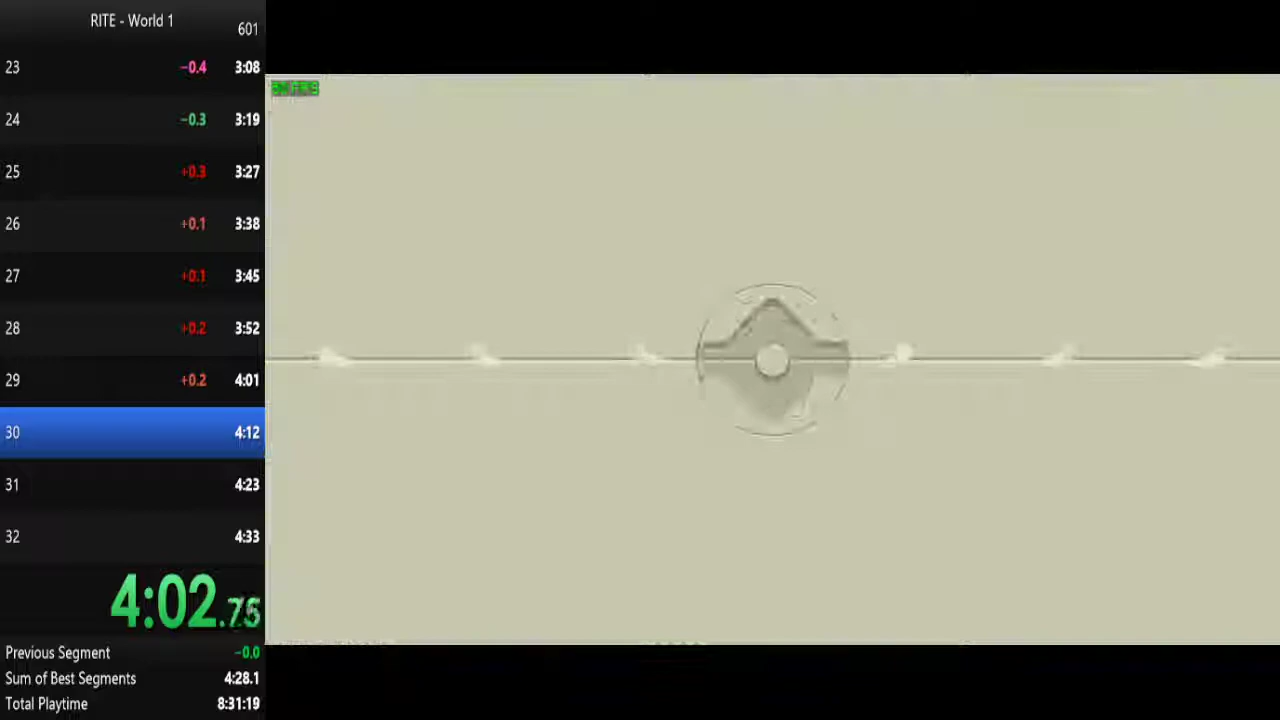 RITE - World 1
601
23 −0.4 3:08
24 −0.3 3:19
25 +0.3 3:27
26 +0.1 3:38
27 +0.1 3:45
28 +0.2 3:52
29 +0.2 4:01
30 4:12
31 4:23
32 4:33
4:02.75
Previous Segment −0.0
Sum of Best Segments 4:28.1
Total Playtime 8:31:19